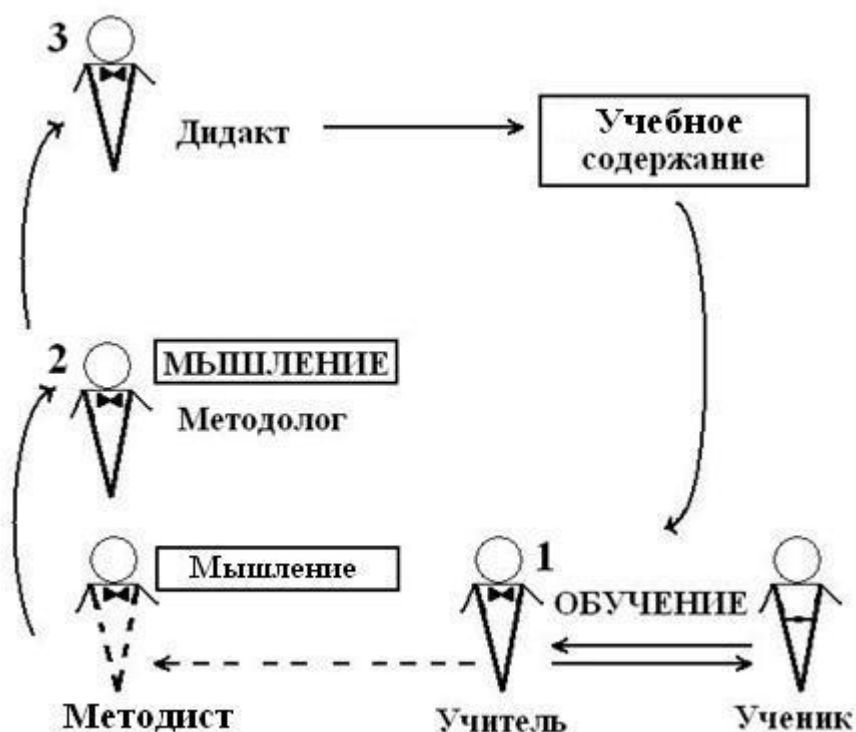 3
Дидакт
Учебное
содержание
2
МЫШЛЕНИЕ
Методолог
Мышление
1
ОБУЧЕНИЕ
Методист
Учитель
Ученик